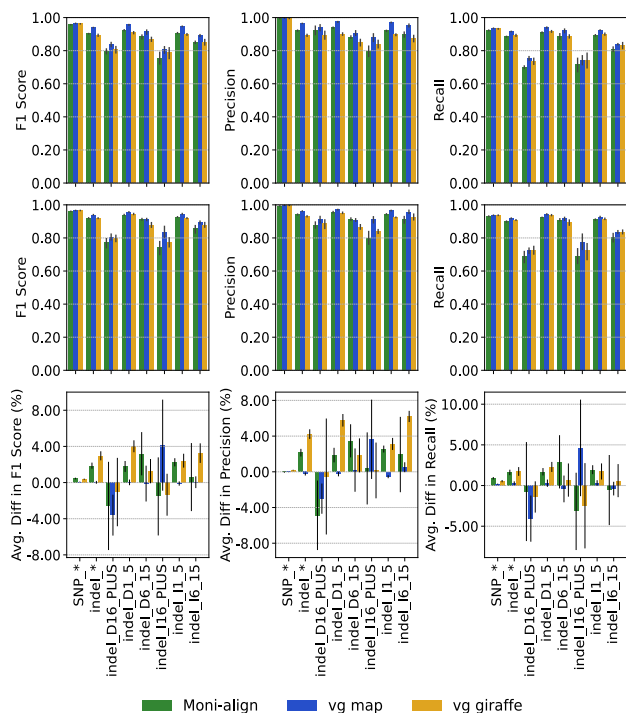 1.00
0.80
0.60
0.40
0.20
0.00
F1 Score
1.00
0.80
0.60
0.40
0.20
0.00
Precision
1.00
0.80
0.60
0.40
0.20
0.00
Recall
1.00
0.80
0.60
0.40
0.20
0.00
F1 Score
1.00
0.80
0.60
0.40
0.20
0.00
Precision
1.00
0.80
0.60
0.40
0.20
0.00
Recall
8.00
4.00
0.00
-4.00
-8.00
Avg. Diff in F1 Score (%)
8.00
4.00
0.00
-4.00
-8.00
Avg. Diff in Precision (%)
10.00
5.00
0.00
-5.00
Avg. Diff in Recall (%)
SNP_*
indel_*
indel_D16_PLUS
indel_D1_5
indel_D6_15
indel_I16_PLUS
indel_I1_5
indel_I6_15
SNP_*
indel_*
indel_D16_PLUS
indel_D1_5
indel_D6_15
indel_I16_PLUS
indel_I1_5
indel_I6_15
SNP_*
indel_*
indel_D16_PLUS
indel_D1_5
indel_D6_15
indel_I16_PLUS
indel_I1_5
indel_I6_15
Moni-align vg map vg giraffe